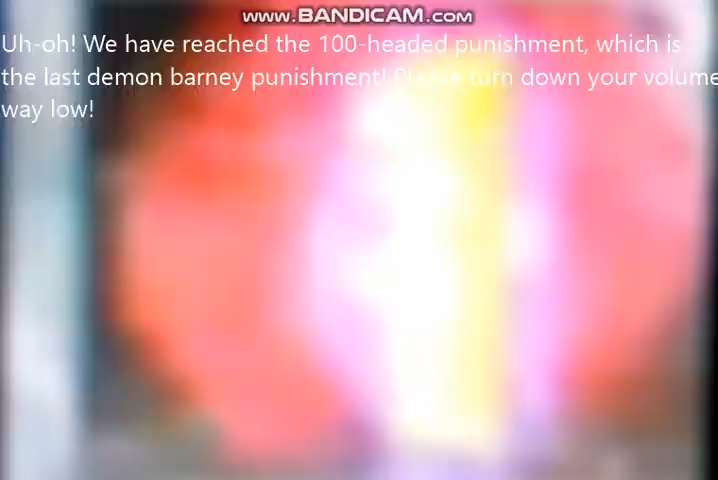 www.BANDICAM.com
Uh-oh! We have reached the 100-headed punishment, which is
the last demon barney punishment! Please turn down your volume
way low!